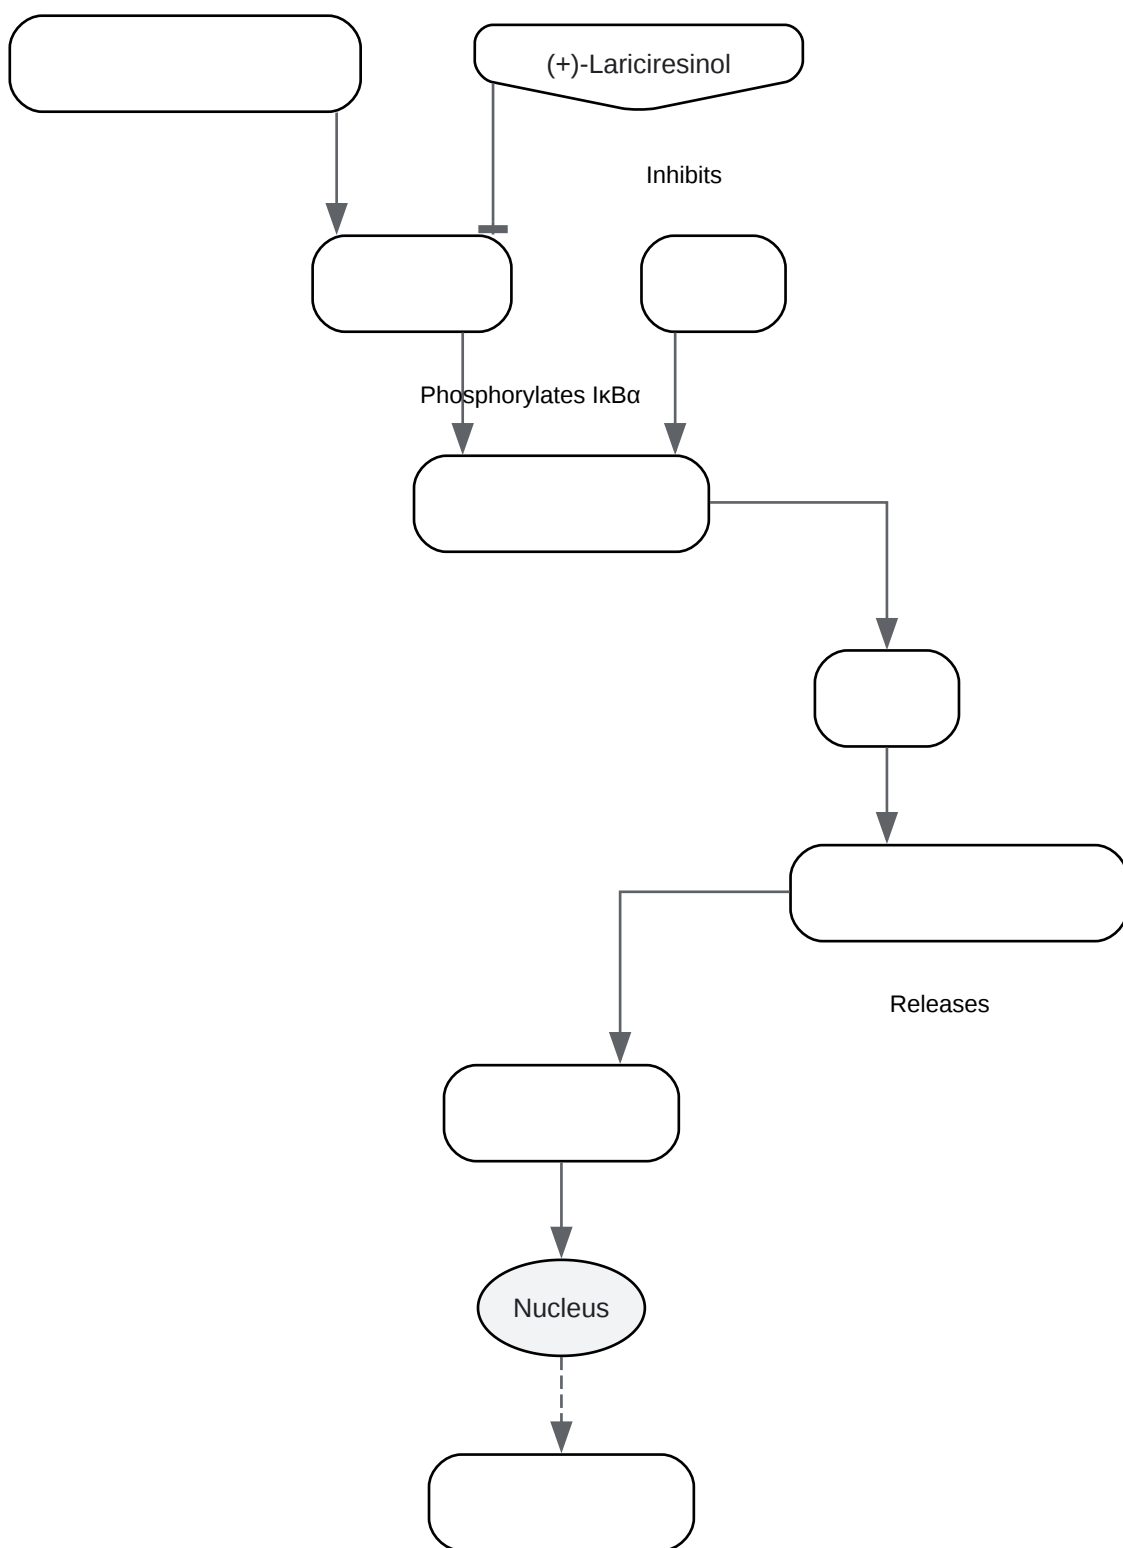 (+)-Lariciresinol
Inhibits
Phosphorylates IκBα
Releases
Nucleus